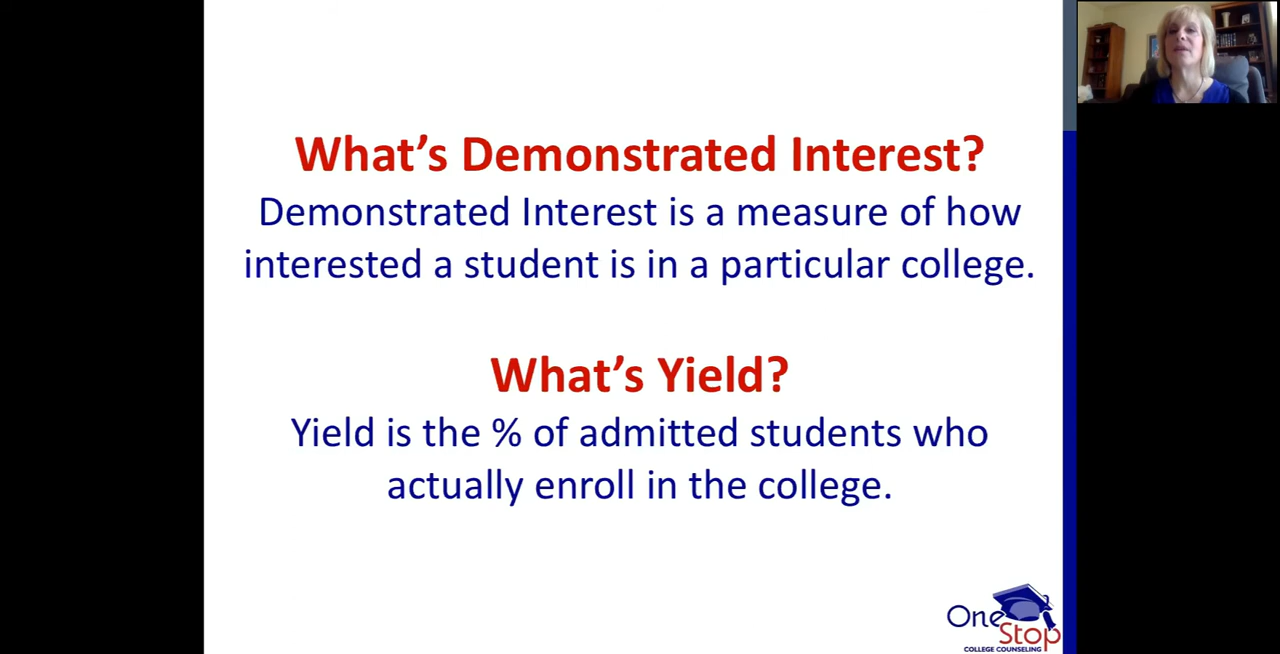 What’s Demonstrated Interest?
Demonstrated Interest is a measure of how
interested a student is in a particular college.
What’s Yield?
Yield is the % of admitted students who
actually enroll in the college.
One
Stop
COLLEGE COUNSELING